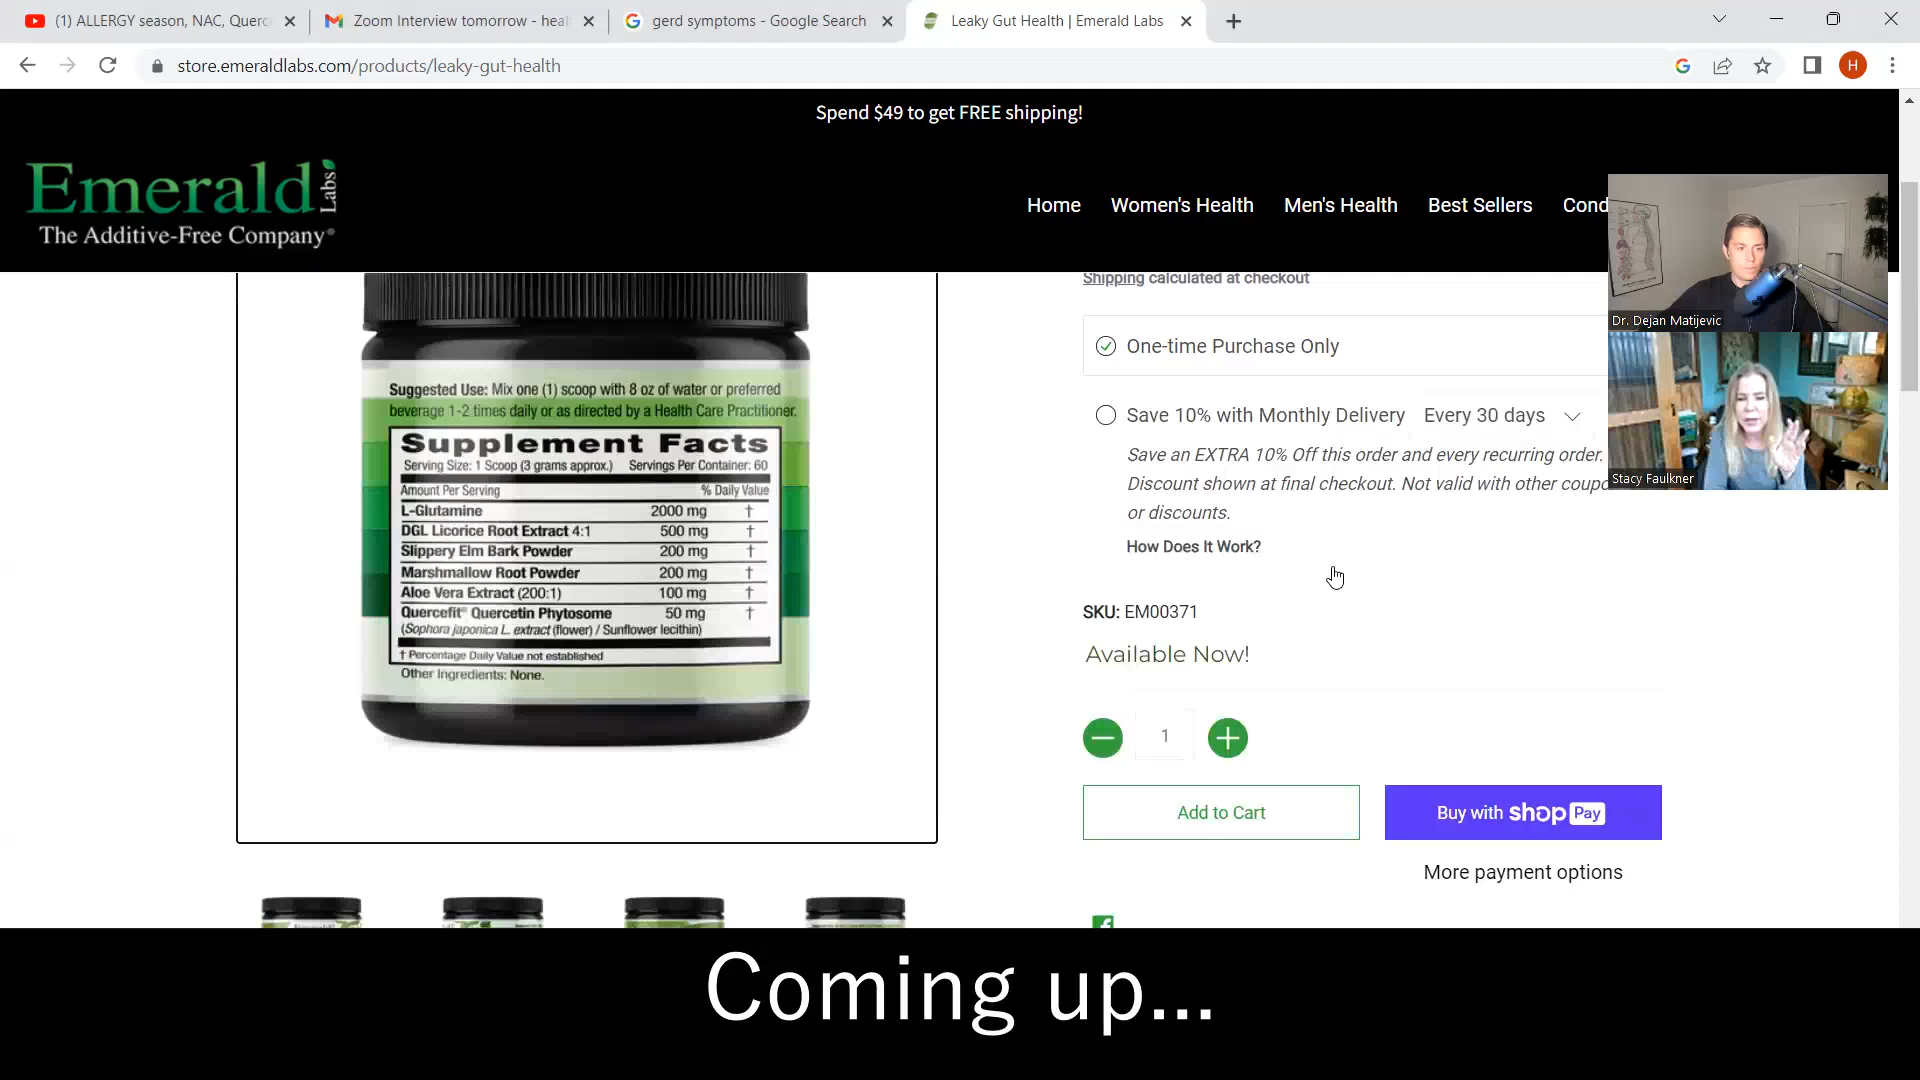 (1) ALLERGY season, NAC, Querc
Zoom Interview tomorrow - heal
gerd symptoms - Google Search
Leaky Gut Health | Emerald Labs
store.emeraldlabs.com/products/leaky-gut-health
H
Spend $49 to get FREE shipping!
Emerald Labs
The Additive-Free Company®
Home
Women's Health
Men's Health
Best Sellers
Cond
Dr. Dejan Matijevic
Stacy Faulkner
Suggested Use: Mix one (1) scoop with 8 oz of water or preferred
beverage 1-2 times daily or as directed by a Health Care Practitioner.
Supplement Facts
Serving Size: 1 Scoop (3 grams approx.) Servings Per Container: 60
Amount Per Serving % Daily Value
L-Glutamine 2000 mg †
DGL Licorice Root Extract 4:1 500 mg †
Slippery Elm Bark Powder 200 mg †
Marshmallow Root Powder 200 mg †
Aloe Vera Extract (200:1) 100 mg †
Quercefit® Quercetin Phytosome 50 mg †
(Sophora japonica L. extract (flower) / Sunflower lecithin)
† Percentage Daily Value not established
Other Ingredients: None.
Shipping calculated at checkout
One-time Purchase Only
Save 10% with Monthly Delivery Every 30 days
Save an EXTRA 10% Off this order and every recurring order.
Discount shown at final checkout. Not valid with other coupo
or discounts.
How Does It Work?
SKU: EM00371
Available Now!
1
Add to Cart
Buy with shop Pay
More payment options
Coming up...